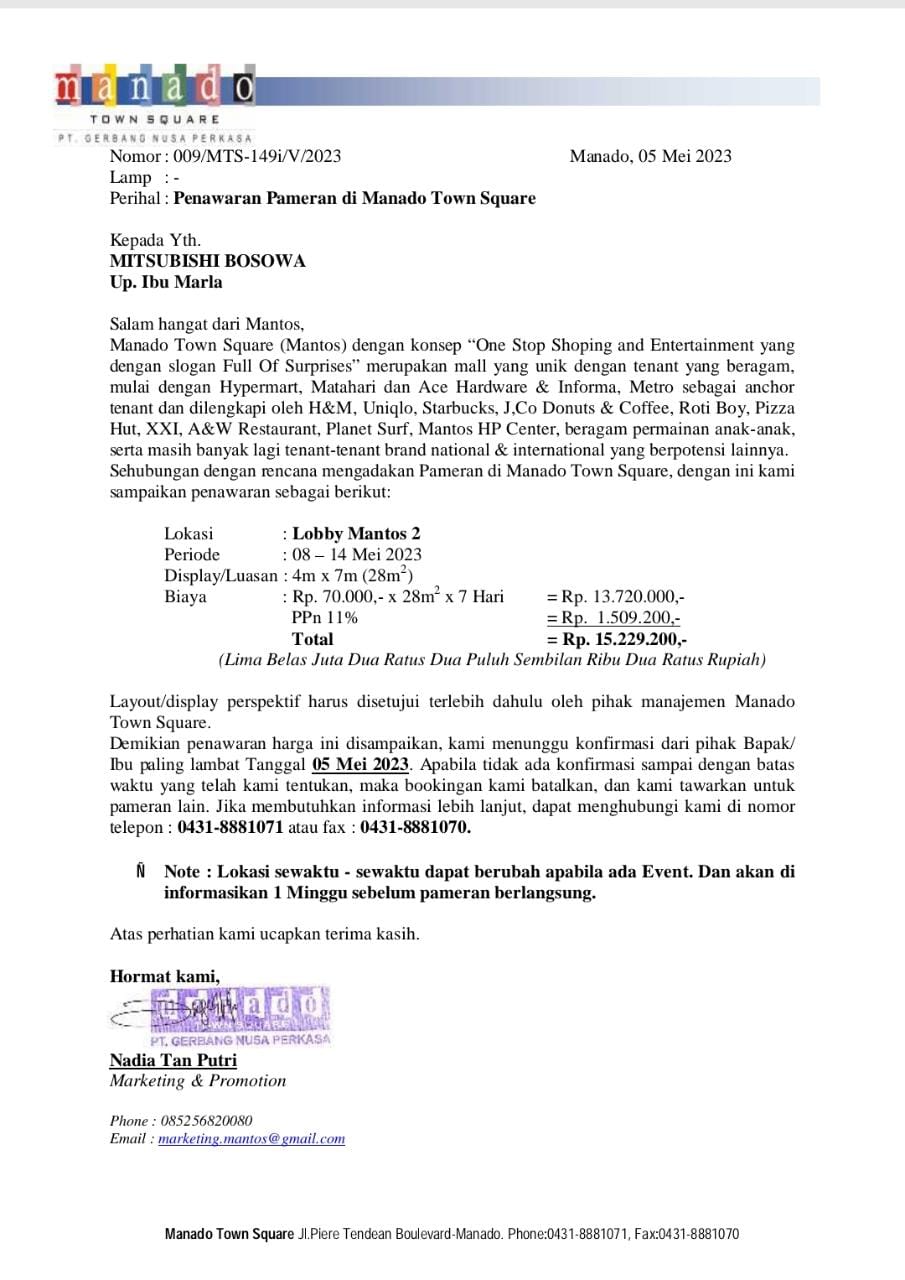 manado
TOWN SQUARE
PT. GERBANG NUSA PERKASA
Nomor : 009/MTS-149i/V/2023 Manado, 05 Mei 2023
Lamp : -
Perihal : Penawaran Pameran di Manado Town Square
Kepada Yth.
MITSUBISHI BOSOWA
Up. Ibu Marla
Salam hangat dari Mantos,
Manado Town Square (Mantos) dengan konsep “One Stop Shoping and Entertainment yang
dengan slogan Full Of Surprises” merupakan mall yang unik dengan tenant yang beragam,
mulai dengan Hypermart, Matahari dan Ace Hardware & Informa, Metro sebagai anchor
tenant dan dilengkapi oleh H&M, Uniqlo, Starbucks, J,Co Donuts & Coffee, Roti Boy, Pizza
Hut, XXI, A&W Restaurant, Planet Surf, Mantos HP Center, beragam permainan anak-anak,
serta masih banyak lagi tenant-tenant brand national & international yang berpotensi lainnya.
Sehubungan dengan rencana mengadakan Pameran di Manado Town Square, dengan ini kami
sampaikan penawaran sebagai berikut:
Lokasi : Lobby Mantos 2
Periode : 08 – 14 Mei 2023
Display/Luasan : 4m x 7m (28m²)
Biaya : Rp. 70.000,- x 28m² x 7 Hari = Rp. 13.720.000,-
PPn 11% = Rp. 1.509.200,-
Total = Rp. 15.229.200,-
(Lima Belas Juta Dua Ratus Dua Puluh Sembilan Ribu Dua Ratus Rupiah)
Layout/display perspektif harus disetujui terlebih dahulu oleh pihak manajemen Manado
Town Square.
Demikian penawaran harga ini disampaikan, kami menunggu konfirmasi dari pihak Bapak/
Ibu paling lambat Tanggal 05 Mei 2023. Apabila tidak ada konfirmasi sampai dengan batas
waktu yang telah kami tentukan, maka bookingan kami batalkan, dan kami tawarkan untuk
pameran lain. Jika membutuhkan informasi lebih lanjut, dapat menghubungi kami di nomor
telepon : 0431-8881071 atau fax : 0431-8881070.
Ñ Note : Lokasi sewaktu - sewaktu dapat berubah apabila ada Event. Dan akan di
informasikan 1 Minggu sebelum pameran berlangsung.
Atas perhatian kami ucapkan terima kasih.
Hormat kami,
manado
TOWN SQUARE
PT. GERBANG NUSA PERKASA
Nadia Tan Putri
Marketing & Promotion
Phone : 085256820080
Email : marketing.mantos@gmail.com
Manado Town Square Jl.Piere Tendean Boulevard-Manado. Phone:0431-8881071, Fax:0431-8881070